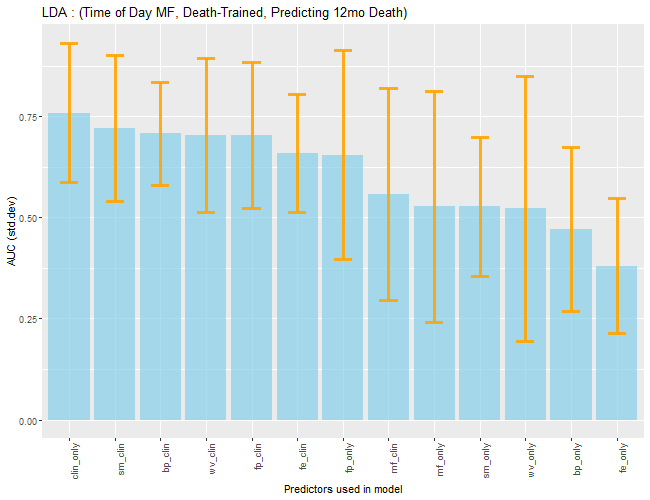 LDA : (Time of Day MF, Death-Trained, Predicting 12mo Death)
AUC (std.dev)
0.75
0.50
0.25
0.00
clin_only
sm_clin
bp_clin
wv_clin
fp_clin
fe_clin
fp_only
mf_clin
mf_only
sm_only
wv_only
bp_only
fe_only
Predictors used in model